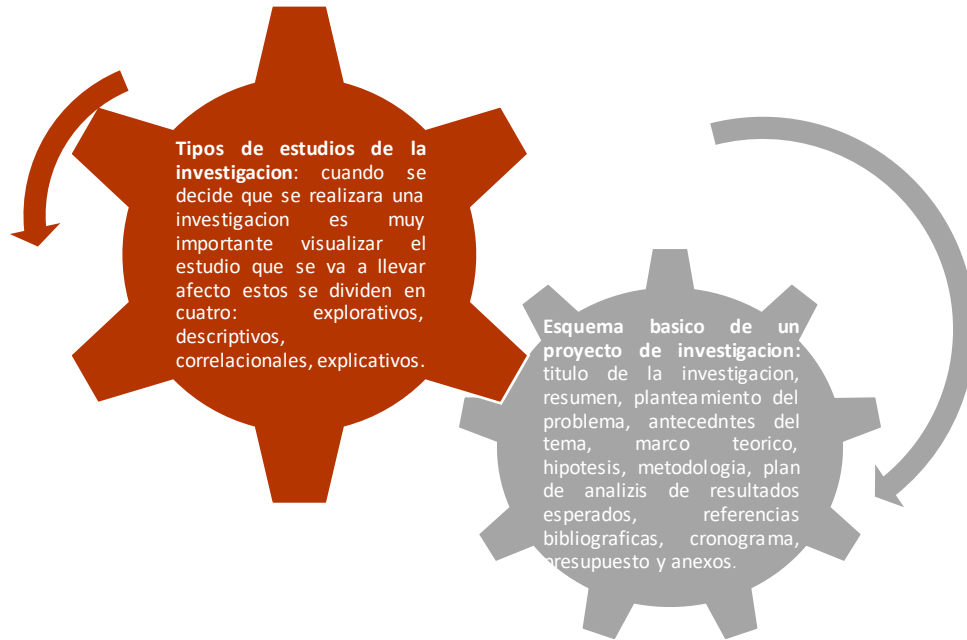 Tipos de estudios de la
investigacion: cuando se
decide que se realizara una
investigacion es muy
importante visualizar el
estudio que se va a llevar
afecto estos se dividen en
cuatro: explorativos,
descriptivos,
correlacionales, explicativos.
Esquema basico de un
proyecto de investigacion:
titulo de la investigacion,
resumen, planteamiento del
problema, antecedntes del
tema, marco teorico,
hipotesis, metodologia, plan
de analizis de resultados
esperados, referencias
bibliograficas, cronograma,
presupuesto y anexos.